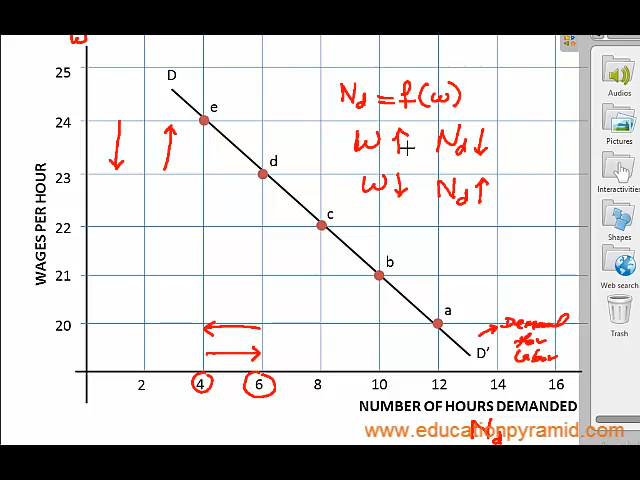 W
25
D
e
24
d
23
c
22
b
21
a
20
D'
WAGES PER HOUR
Nd = f(w)
W ↑ Nd ↓
W ↓ Nd ↑
Demand
for
Labor
2 4 6 8 10 12 14 16
NUMBER OF HOURS DEMANDED
Nd
www.educationpyramid.com
Audios
Pictures
Interactivities
Shapes
Web search
Trash